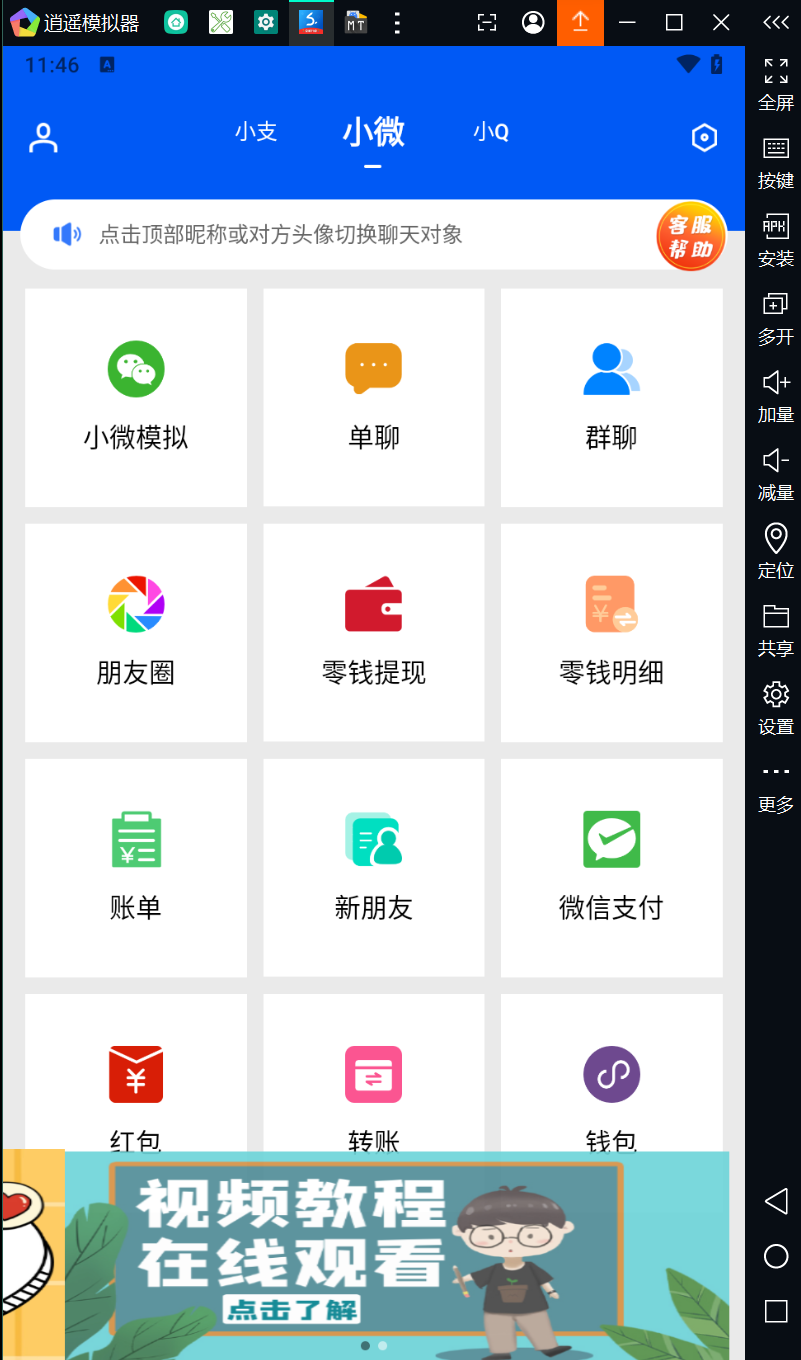 逍遥模拟器
MT
11:46
A
全屏
小支
小微
小Q
按键
点击顶部昵称或对方头像切换聊天对象
客服
帮助
APK
安装
多开
小微模拟
单聊
群聊
加量
减量
定位
朋友圈
零钱提现
零钱明细
共享
设置
更多
账单
新朋友
微信支付
红包
转账
钱包
视频教程
在线观看
点击了解